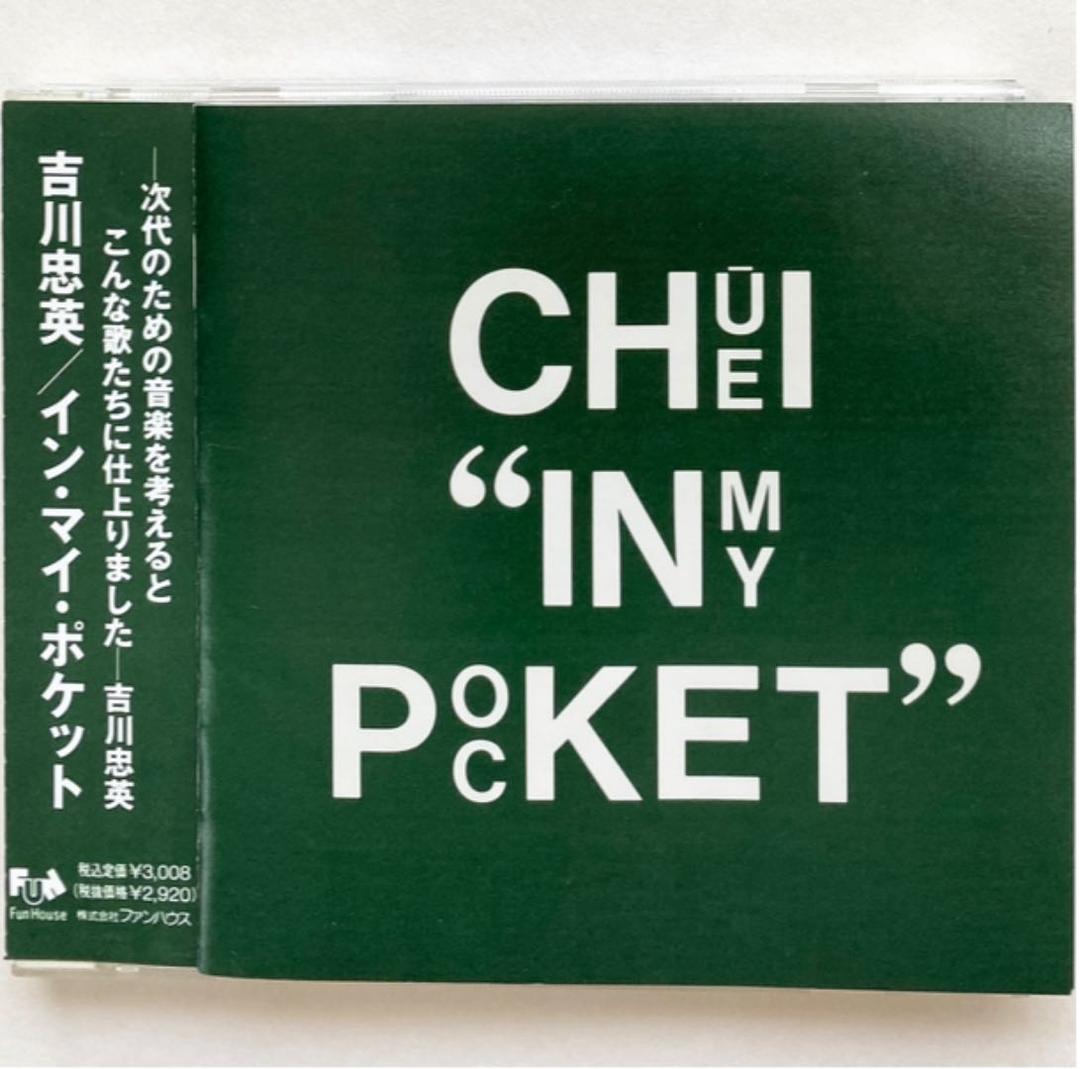 吉川忠英／イン・マイ・ポケット
―次代のための音楽を考えると
こんな歌たちに仕上りました―吉川忠英
Fun
Fun House
税込定価¥3,008
(税抜価格¥2,920)
株式会社ファンハウス
CHŪEI
“IN MY
POCKET”